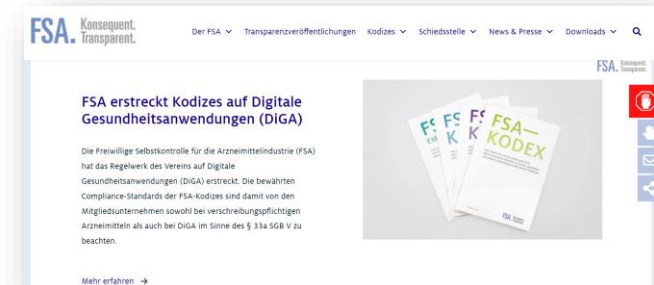 FSA. Konsequent.
Transparent.
Der FSA Transparenzveröffentlichungen Kodizes Schiedsstelle News & Presse Downloads
FSA. Konsequent.
Transparent.
FSA erstreckt Kodizes auf Digitale
Gesundheitsanwendungen (DiGA)
Die Freiwillige Selbstkontrolle für die Arzneimittelindustrie (FSA)
hat das Regelwerk des Vereins auf Digitale
Gesundheitsanwendungen (DiGA) erstreckt. Die bewährten
Compliance-Standards der FSA-Kodizes sind damit von den
Mitgliedsunternehmen sowohl bei verschreibungspflichtigen
Arzneimitteln als auch bei DiGA im Sinne des § 33a SGB V zu
beachten.
Mehr erfahren →
FSA—
KODEX